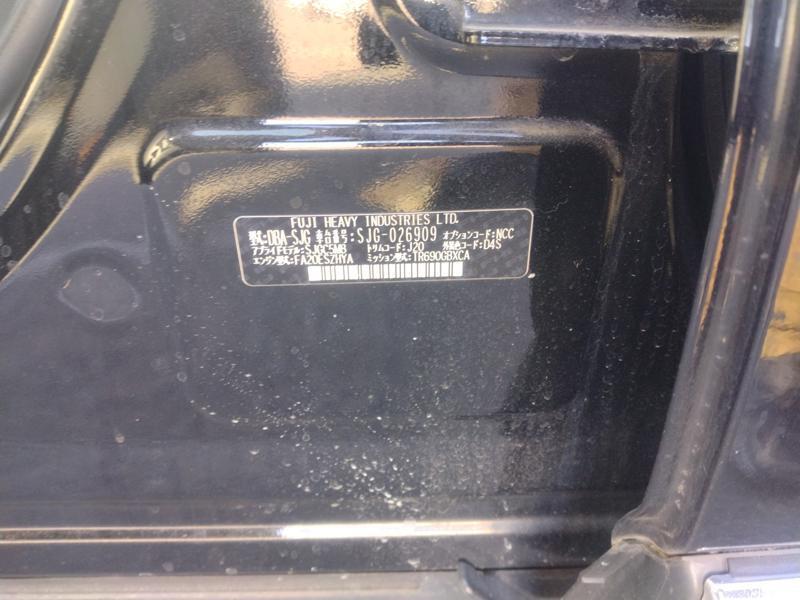 FUJI HEAVY INDUSTRIES LTD.
型式:DBA-SJG 車台番号:SJG-026909 オプションコード:NCC
アプライドモデル:SJGC5M8 トリムコード:J20 外装色コード:D4S
エンジン型式:FA20ESZHYA ミッション型式:TR690GBXCA